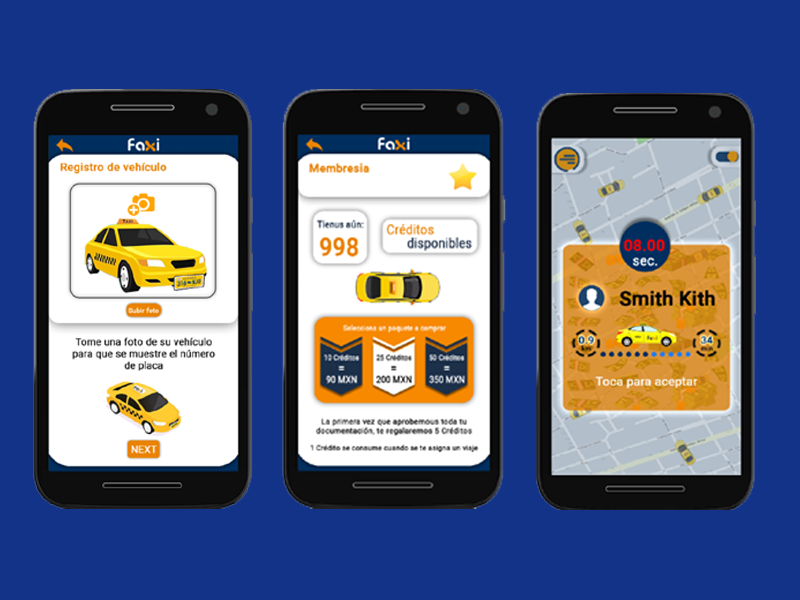 Faxi
Registro de vehículo
Taxi
Subir foto
Tome una foto de su vehículo
para que se muestre el número
de placa
NEXT
Faxi
Membresia
Tienus aún:
998
Créditos
disponibles
Selecciona un paquete a comprar
10 Créditos
=
90 MXN
25 Créditos
=
200 MXN
50 Créditos
=
350 MXN
La primera vez que aprobemos toda tu
documentación, te regalaremos 5 Créditos
1 Crédito se consume cuando se te asigna un viaje
08.00
sec.
Smith Kith
0.9
km
34
min
Toca para aceptar